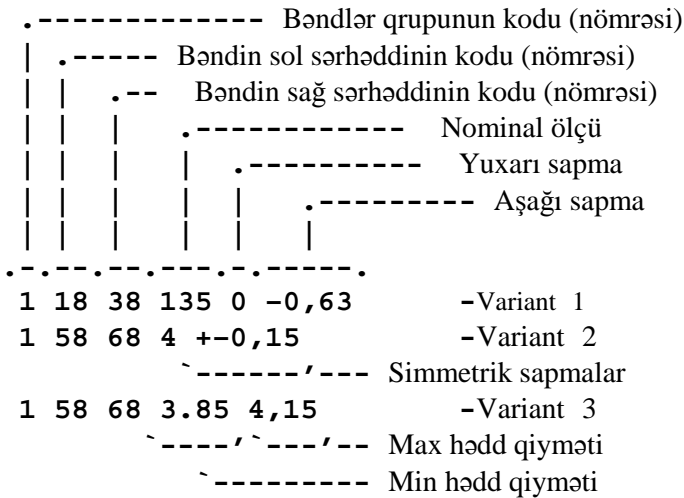 .------------- Bəndlər qrupunun kodu (nömrəsi)
| .----- Bəndin sol sərhəddinin kodu (nömrəsi)
| | .-- Bəndin sağ sərhəddinin kodu (nömrəsi)
| | | .------------ Nominal ölçü
| | | | .---------- Yuxarı sapma
| | | | | .--------- Aşağı sapma
| | | | | |
.-.--.--.---.-.-----.
1 18 38 135 0 -0,63 -Variant 1
1 58 68 4 +-0,15 -Variant 2
`------'--- Simmetrik sapmalar
1 58 68 3.85 4,15 -Variant 3
`----'`---'-- Max hədd qiyməti
`--------- Min hədd qiyməti